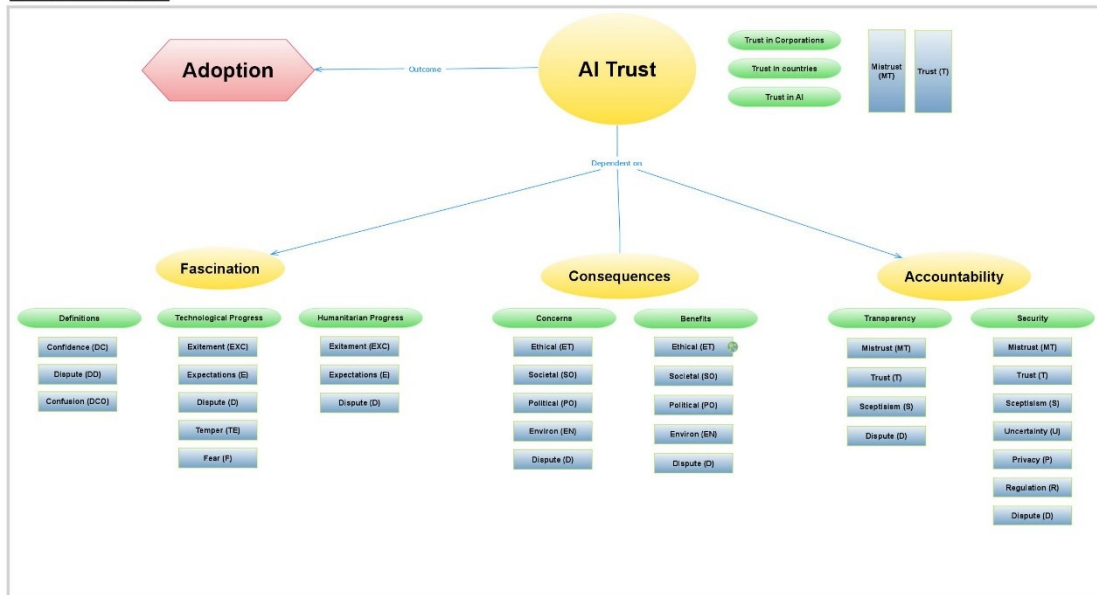 Adoption
Outcome
AI Trust
Trust in Corporations
Trust in countries
Trust in AI
Mistrust
(MT)
Trust (T)
Dependent on
Fascination
Consequences
Accountability
Definitions
Confidence (DC)
Dispute (DD)
Confusion (DCO)
Technological Progress
Exitement (EXC)
Expectations (E)
Dispute (D)
Temper (TE)
Fear (F)
Humanitarian Progress
Exitement (EXC)
Expectations (E)
Dispute (D)
Concerns
Ethical (ET)
Societal (SO)
Political (PO)
Environ (EN)
Dispute (D)
Benefits
Ethical (ET)
Societal (SO)
Political (PO)
Environ (EN)
Dispute (D)
Transparency
Mistrust (MT)
Trust (T)
Sceptisism (S)
Dispute (D)
Security
Mistrust (MT)
Trust (T)
Sceptisism (S)
Uncertainty (U)
Privacy (P)
Regulation (R)
Dispute (D)